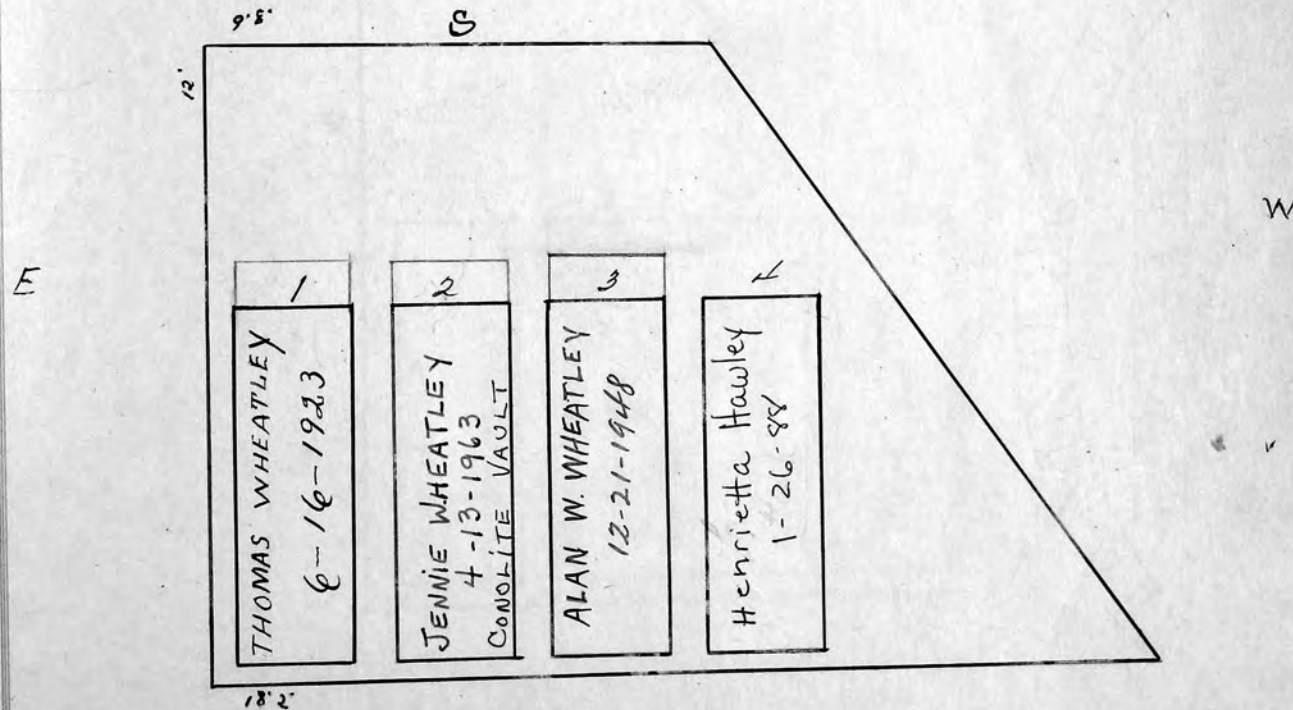 9'.8".
S
12'
E
W
1
2
3
4
THOMAS WHEATLEY
6-16-1923
JENNIE WHEATLEY
4-13-1963
CONOLITE VAULT
ALAN W. WHEATLEY
12-21-1948
Henrietta Hawley
1-26-88
18' 2"